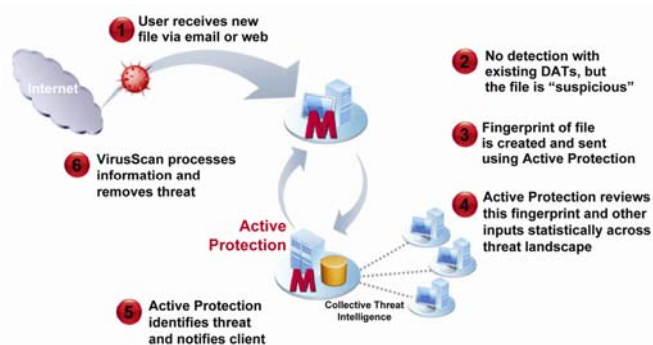 1 User receives new
file via email or web
Internet
2 No detection with
existing DATs, but
the file is “suspicious”
M
3 Fingerprint of file
is created and sent
using Active Protection
6 VirusScan processes
information and
removes threat
4 Active Protection reviews
this fingerprint and other
inputs statistically across
threat landscape
Active
Protection
M
Collective Threat
Intelligence
5 Active Protection
identifies threat
and notifies client